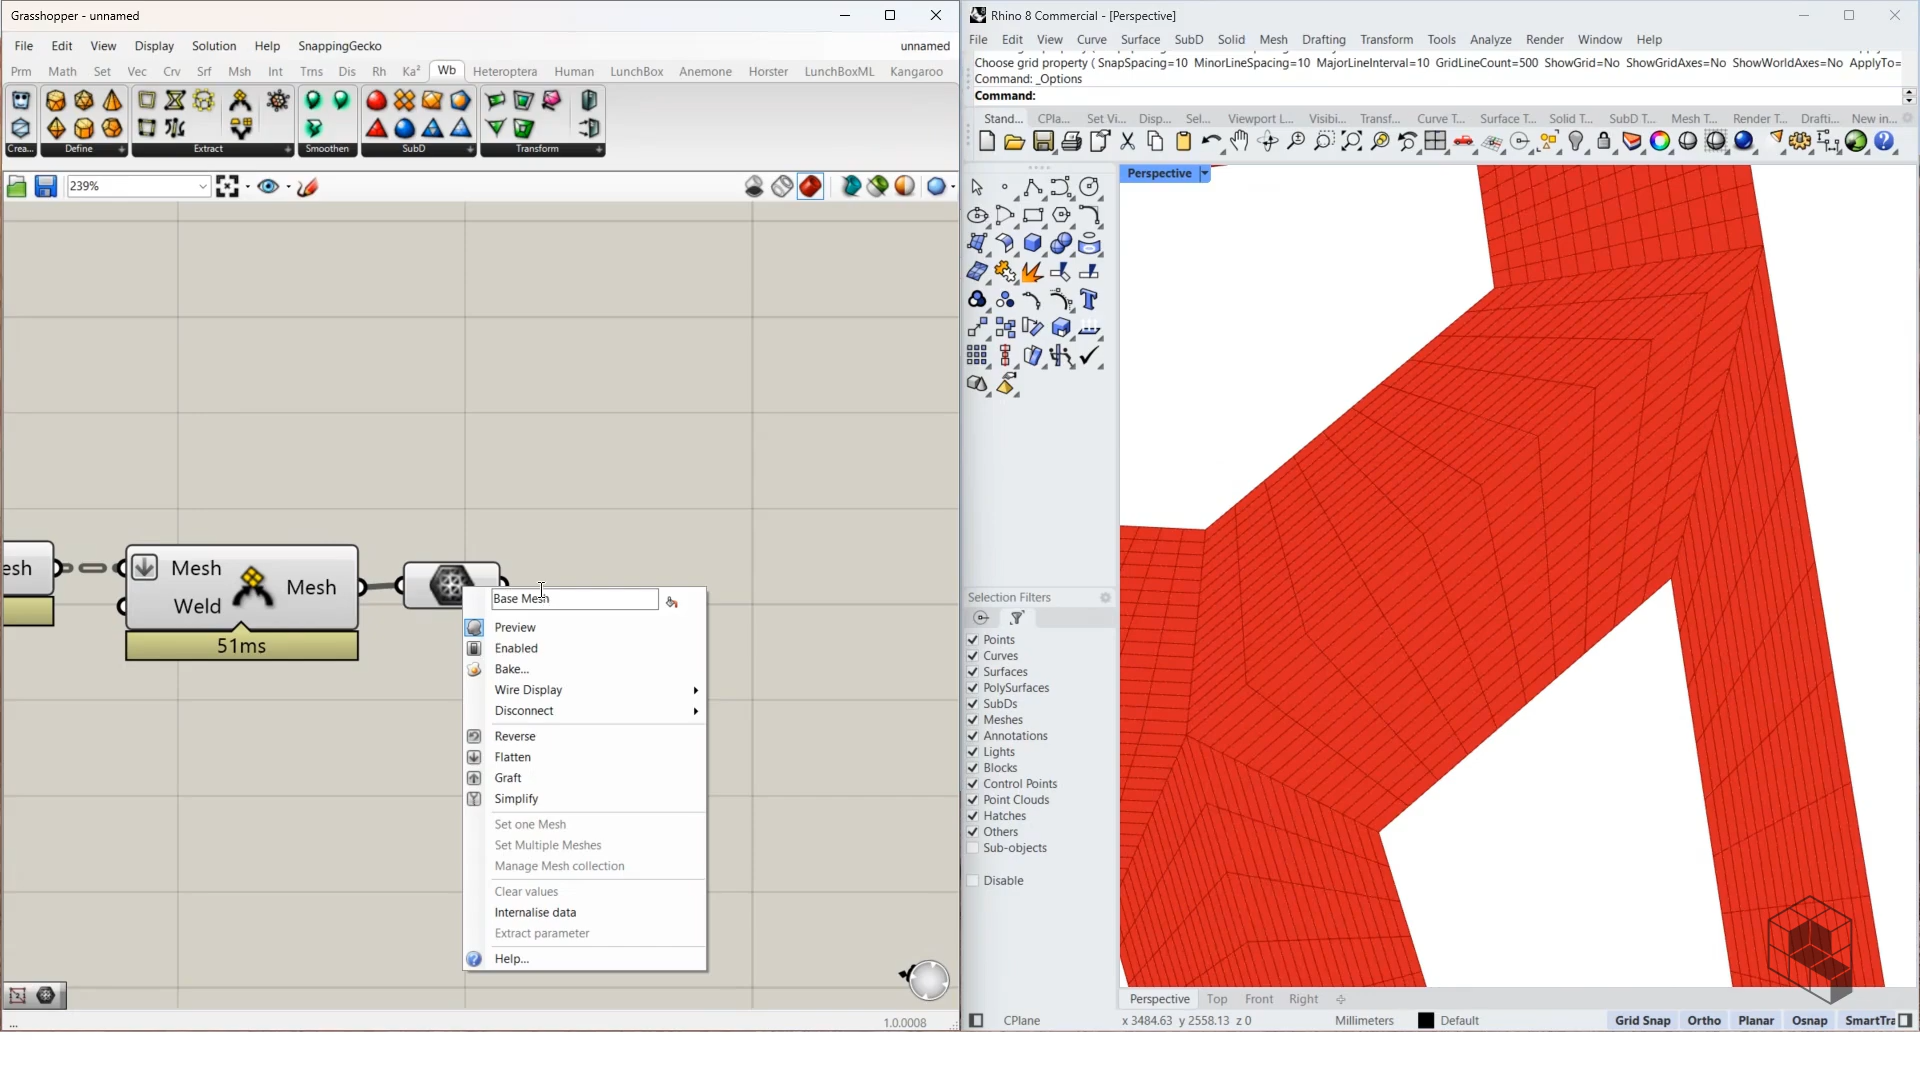 Grasshopper - unnamed
File Edit View Display Solution Help SnappingGecko unnamed
Prm Math Set Vec Crv Srf Msh Int Trns Dis Rh Ka² Wb Heteroptera Human LunchBox Anemone Horster LunchBoxML Kangaroo
Crea... Define Extract Smoothen SubD Transform
239%
esh
Mesh
Weld
Mesh
51ms
Base Mesh
Preview
Enabled
Bake...
Wire Display
Disconnect
Reverse
Flatten
Graft
Simplify
Set one Mesh
Set Multiple Meshes
Manage Mesh collection
Clear values
Internalise data
Extract parameter
Help...
...
1.0.0008
Rhino 8 Commercial - [Perspective]
File Edit View Curve Surface SubD Solid Mesh Drafting Transform Tools Analyze Render Window Help
Choose grid property ( SnapSpacing=10 MinorLineSpacing=10 MajorLineInterval=10 GridLineCount=500 ShowGrid=No ShowGridAxes=No ShowWorldAxes=No ApplyTo=
Command: _Options
Command:
Stand... CPla... Set Vi... Disp... Sel... Viewport L... Visibi... Transf... Curve T... Surface T... Solid T... SubD T... Mesh T... Render T... Drafti... New in...
Perspective
Selection Filters
Points
Curves
Surfaces
PolySurfaces
SubDs
Meshes
Annotations
Lights
Blocks
Control Points
Point Clouds
Hatches
Others
Sub-objects
Disable
Perspective Top Front Right
CPlane x 3484.63 y 2558.13 z 0 Millimeters Default Grid Snap Ortho Planar Osnap SmartTra